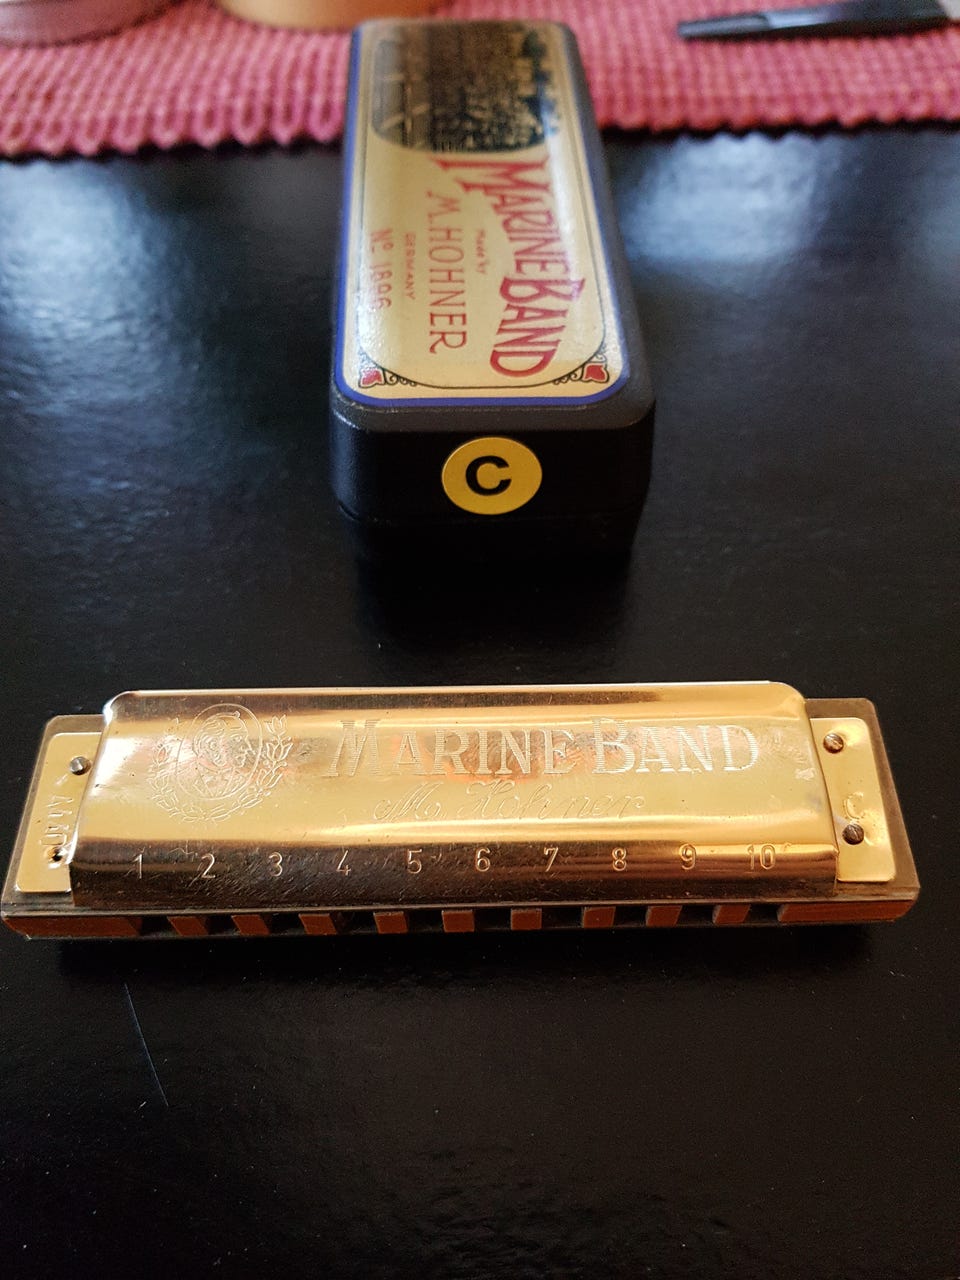 MARINE BAND
MADE BY
M. HOHNER
GERMANY
Nº 1896
C
MARINE BAND
M. Hohner
C
1 2 3 4 5 6 7 8 9 10